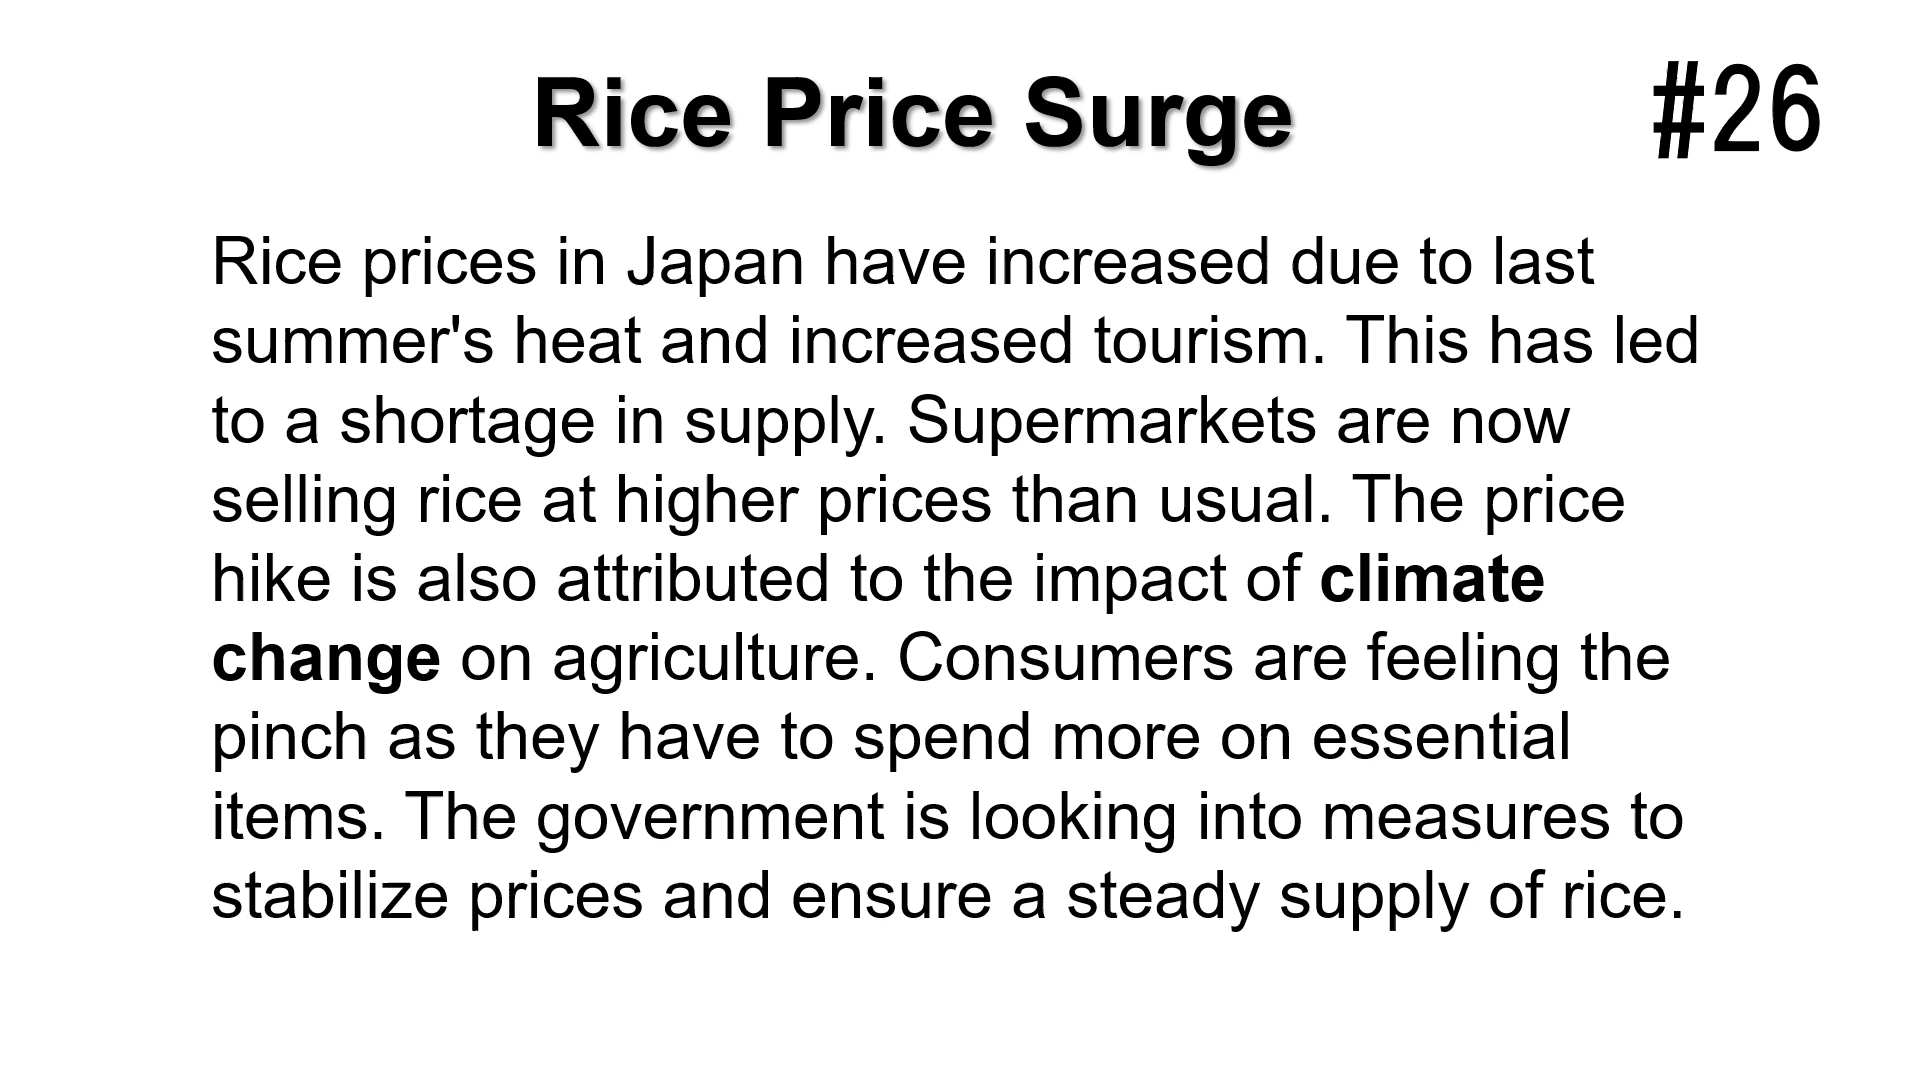 Rice Price Surge
#26
Rice prices in Japan have increased due to last
summer's heat and increased tourism. This has led
to a shortage in supply. Supermarkets are now
selling rice at higher prices than usual. The price
hike is also attributed to the impact of climate
change on agriculture. Consumers are feeling the
pinch as they have to spend more on essential
items. The government is looking into measures to
stabilize prices and ensure a steady supply of rice.